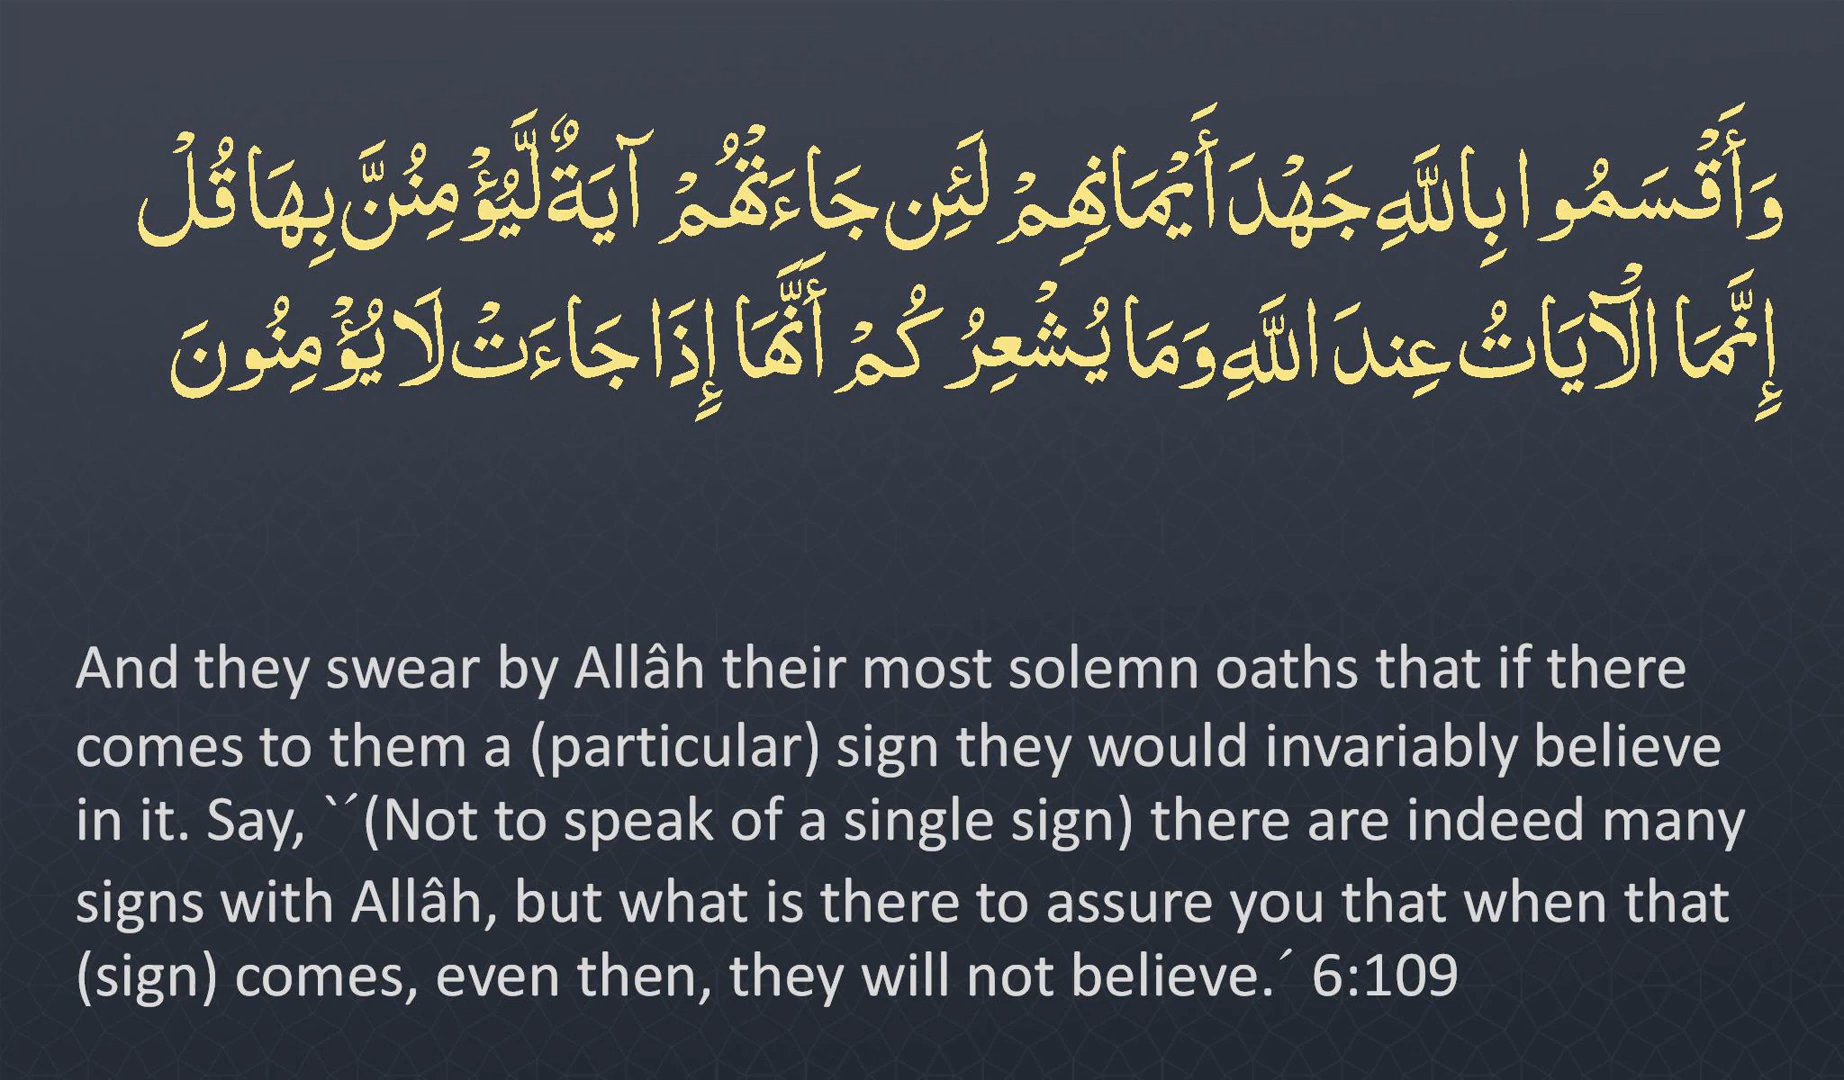 وَأَقْسَمُوا بِاللَّهِ جَهْدَ أَيْمَانِهِمْ لَئِن جَاءَتْهُمْ آيَةٌ لَّيُؤْمِنُنَّ بِهَا قُلْ
إِنَّمَا الْآيَاتُ عِندَ اللَّهِ وَمَا يُشْعِرُكُمْ أَنَّهَا إِذَا جَاءَتْ لَا يُؤْمِنُونَ
And they swear by Allâh their most solemn oaths that if there
comes to them a (particular) sign they would invariably believe
in it. Say, `´(Not to speak of a single sign) there are indeed many
signs with Allâh, but what is there to assure you that when that
(sign) comes, even then, they will not believe.´ 6:109